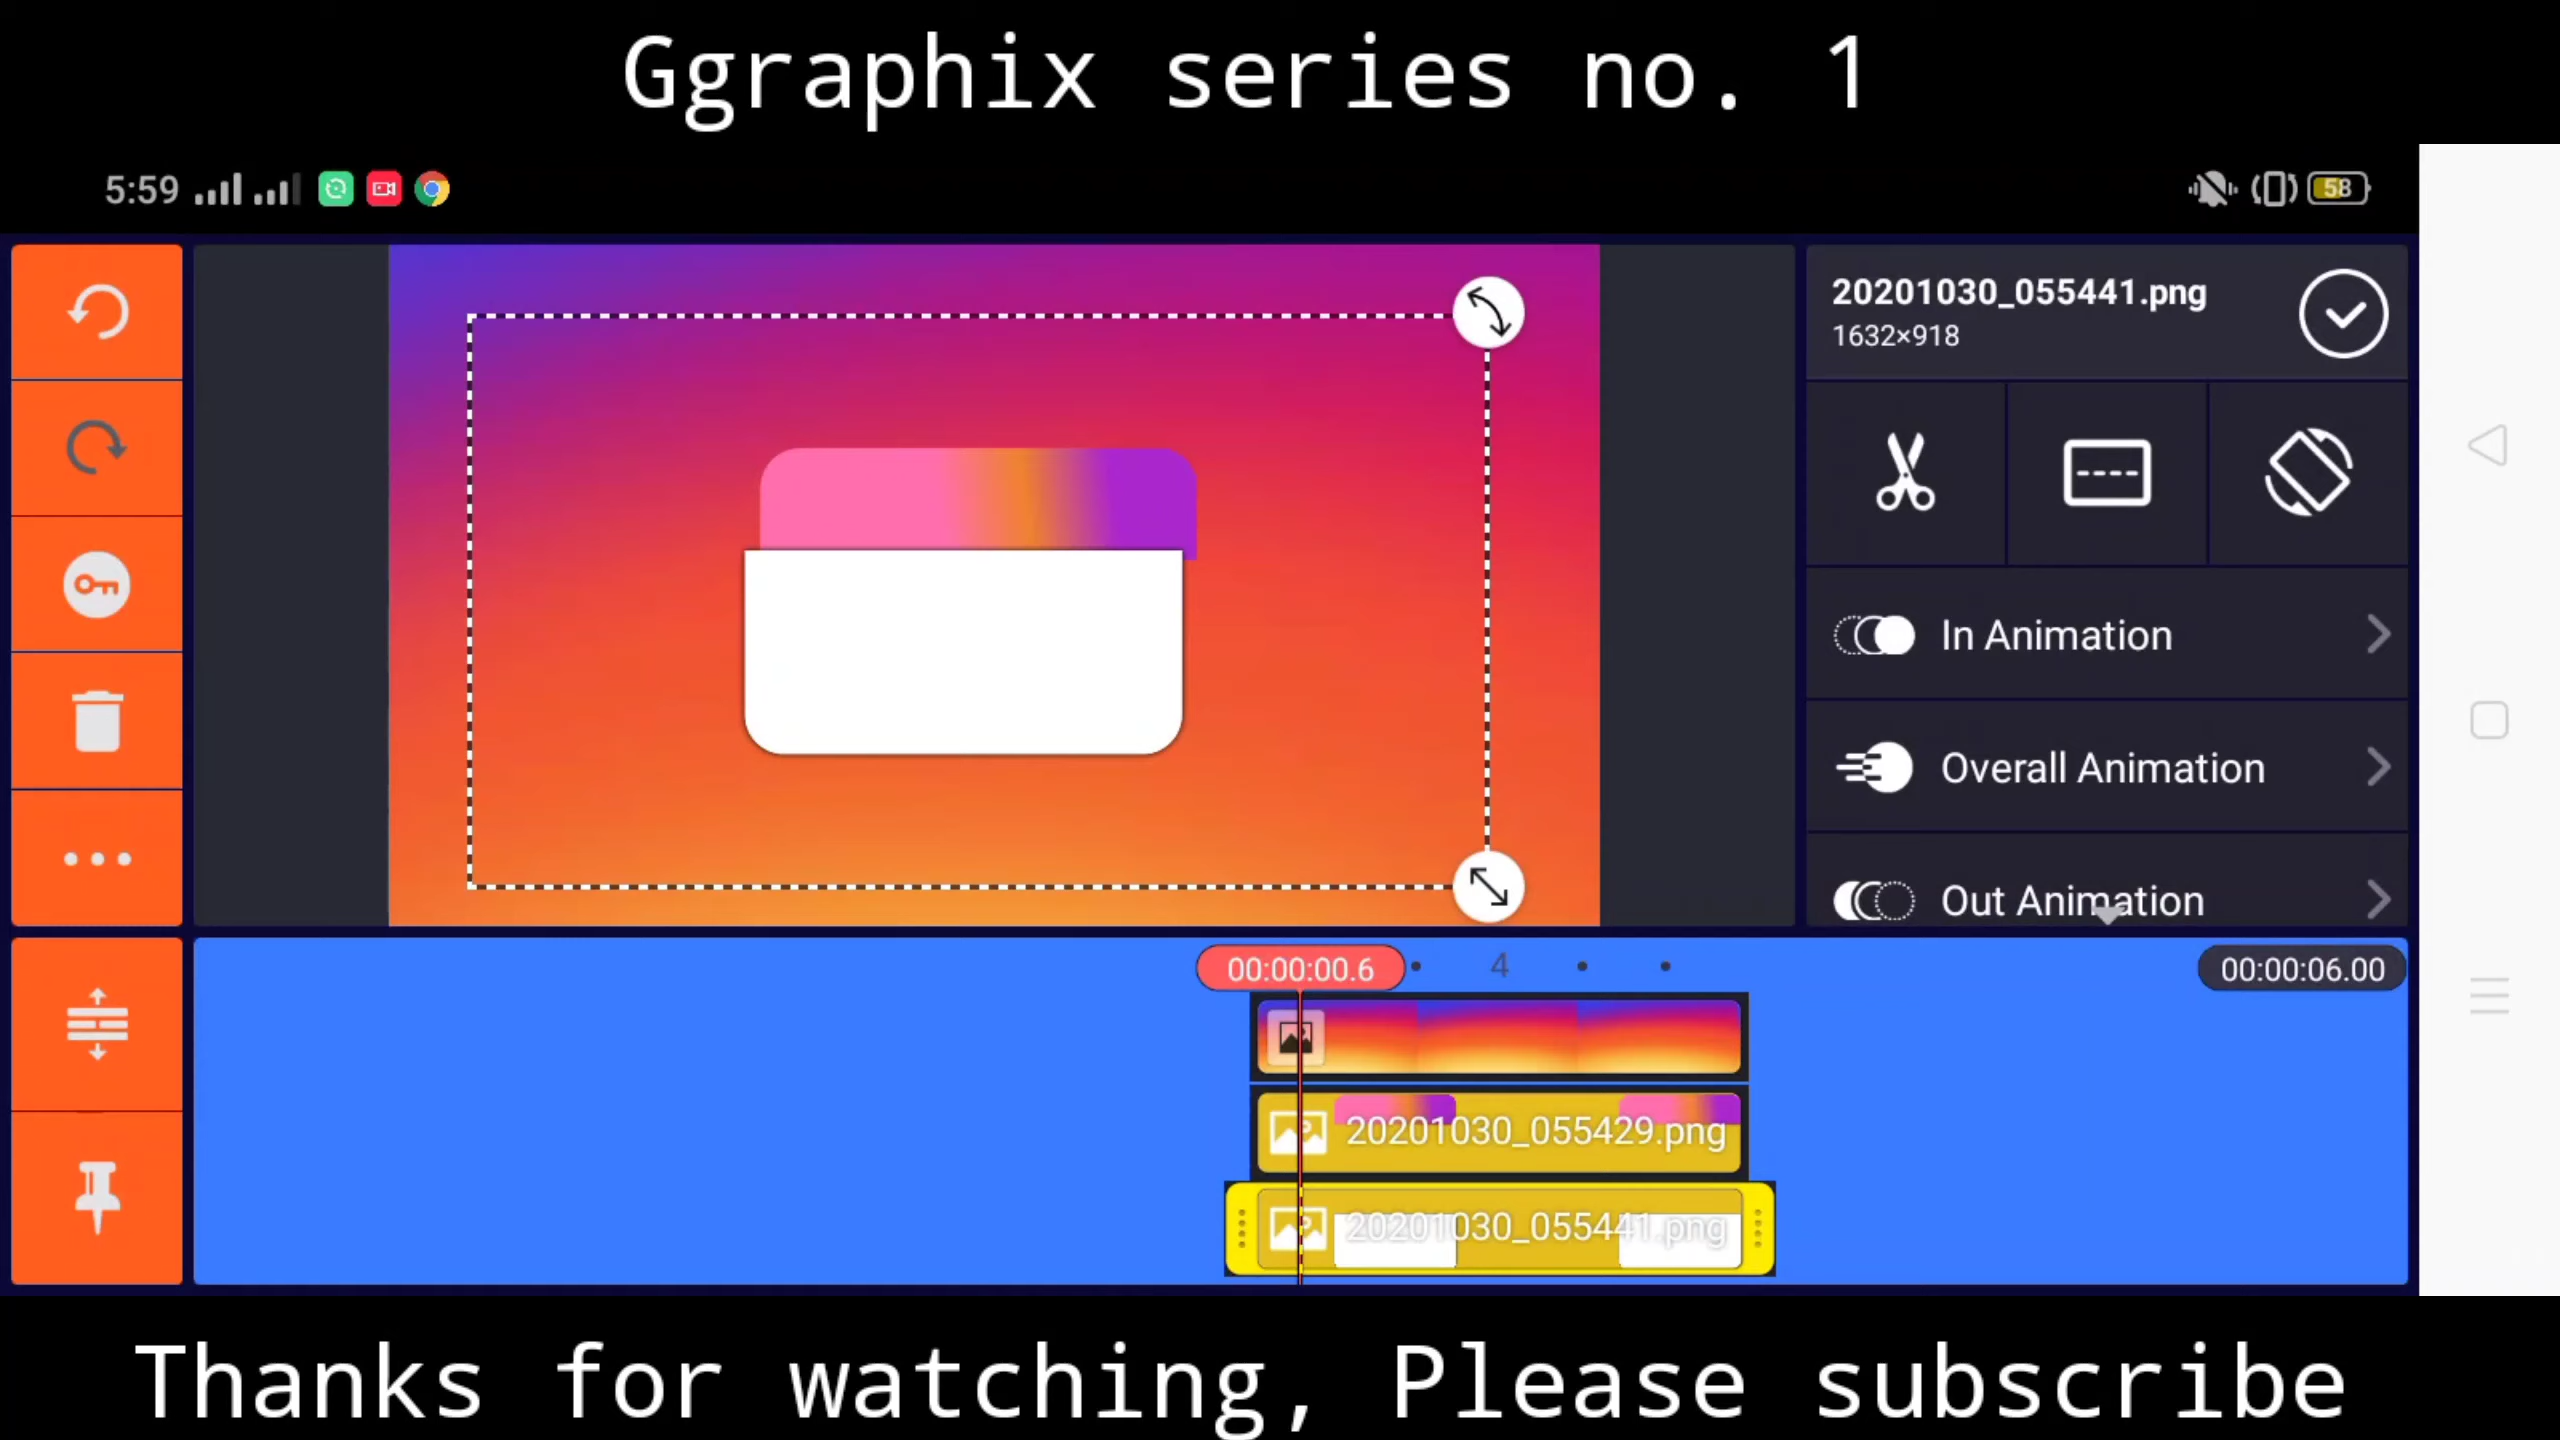 Ggraphix series no. 1
5:59
58
20201030_055441.png
1632×918
In Animation
Overall Animation
Out Animation
00:00:00.6
4
00:00:06.00
20201030_055429.png
20201030_055441.png
Thanks for watching, Please subscribe